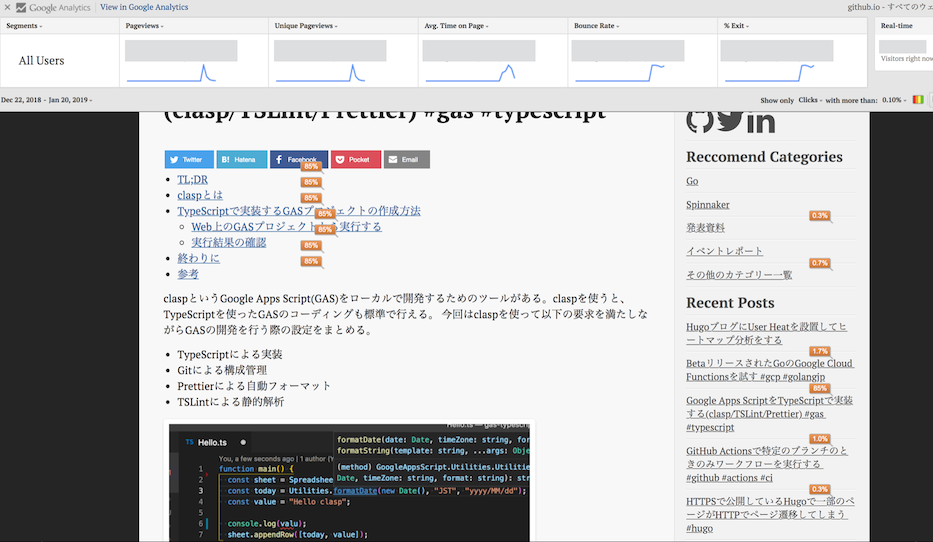 Google Analytics View in Google Analytics github.io - すべてのウェ
Segments Pageviews Unique Pageviews Avg. Time on Page Bounce Rate % Exit Real-time
All Users
Visitors right now
Dec 22, 2018 - Jan 20, 2019 Show only Clicks with more than: 0.10%
(clasp/TSLint/Prettier) #gas #typescript
Twitter B! Hatena Facebook Pocket Email
85%
TL;DR
85%
claspとは
85%
TypeScriptで実装するGASプロジェクトの作成方法
85%
Web上のGASプロジェクト 実行する
85%
実行結果の確認
85%
終わりに
85%
参考
claspというGoogle Apps Script(GAS)をローカルで開発するためのツールがある。claspを使うと、
TypeScriptを使ったGASのコーディングも標準で行える。 今回はclaspを使って以下の要求を満たしな
がらGASの開発を行う際の設定をまとめる。
TypeScriptによる実装
Gitによる構成管理
Prettierによる自動フォーマット
TSLintによる静的解析
Hello.ts — gas-typescrip
TS Hello.ts
formatDate(date: Date, timeZone: string, for
formatString(template: string, ...args: Obje
You, a few seconds ago | 1 author (Y
(method) GoogleAppsScript.Utilities.Utilitie
Date, timeZone: string, format: string): st
1 function main() {
2 const sheet = Spreadshe
3 const today = Utilities.formatDate(new Date(), "JST", "yyyy/MM/dd");
4 const value = "Hello clasp";
5
6 console.log(valu);
7 sheet.appendRow([today, value]);
Reccomend Categories
Go
Spinnaker
0.3%
発表資料
イベントレポート
0.7%
その他のカテゴリー一覧
Recent Posts
HugoブログにUser Heatを設置してヒ
ートマップ分析をする
1.7%
BetaリリースされたGoのGoogle Cloud
Functionsを試す #gcp #golangjp
85%
Google Apps ScriptをTypeScriptで実装
する(clasp/TSLint/Prettier) #gas
#typescript
1.0%
GitHub Actionsで特定のブランチのと
きのみワークフローを実行する
#github #actions #ci
0.3%
HTTPSで公開しているHugoで一部のペ
ージがHTTPでページ遷移してしまう
#hugo